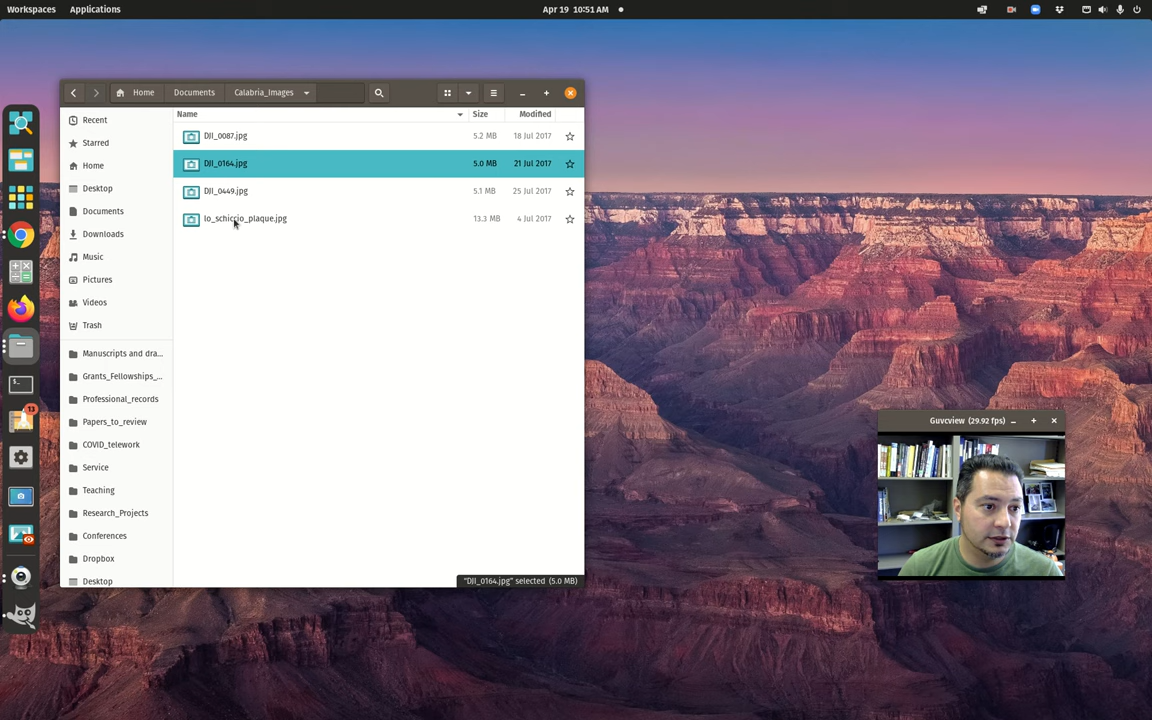 Workspaces Applications Apr 19 10:51 AM
Home Documents Calabria_Images
Name Size Modified
DJI_0087.jpg 5.2 MB 18 Jul 2017
DJI_0164.jpg 5.0 MB 21 Jul 2017
DJI_0449.jpg 5.1 MB 25 Jul 2017
lo_schiccio_plaque.jpg 13.3 MB 4 Jul 2017
Recent
Starred
Home
Desktop
Documents
Downloads
Music
Pictures
Videos
Trash
Manuscripts and dra...
Grants_Fellowships_...
Professional_records
Papers_to_review
COVID_telework
Service
Teaching
Research_Projects
Conferences
Dropbox
Desktop
"DJI_0164.jpg" selected (5.0 MB)
13
Guvcview (29.92 fps)